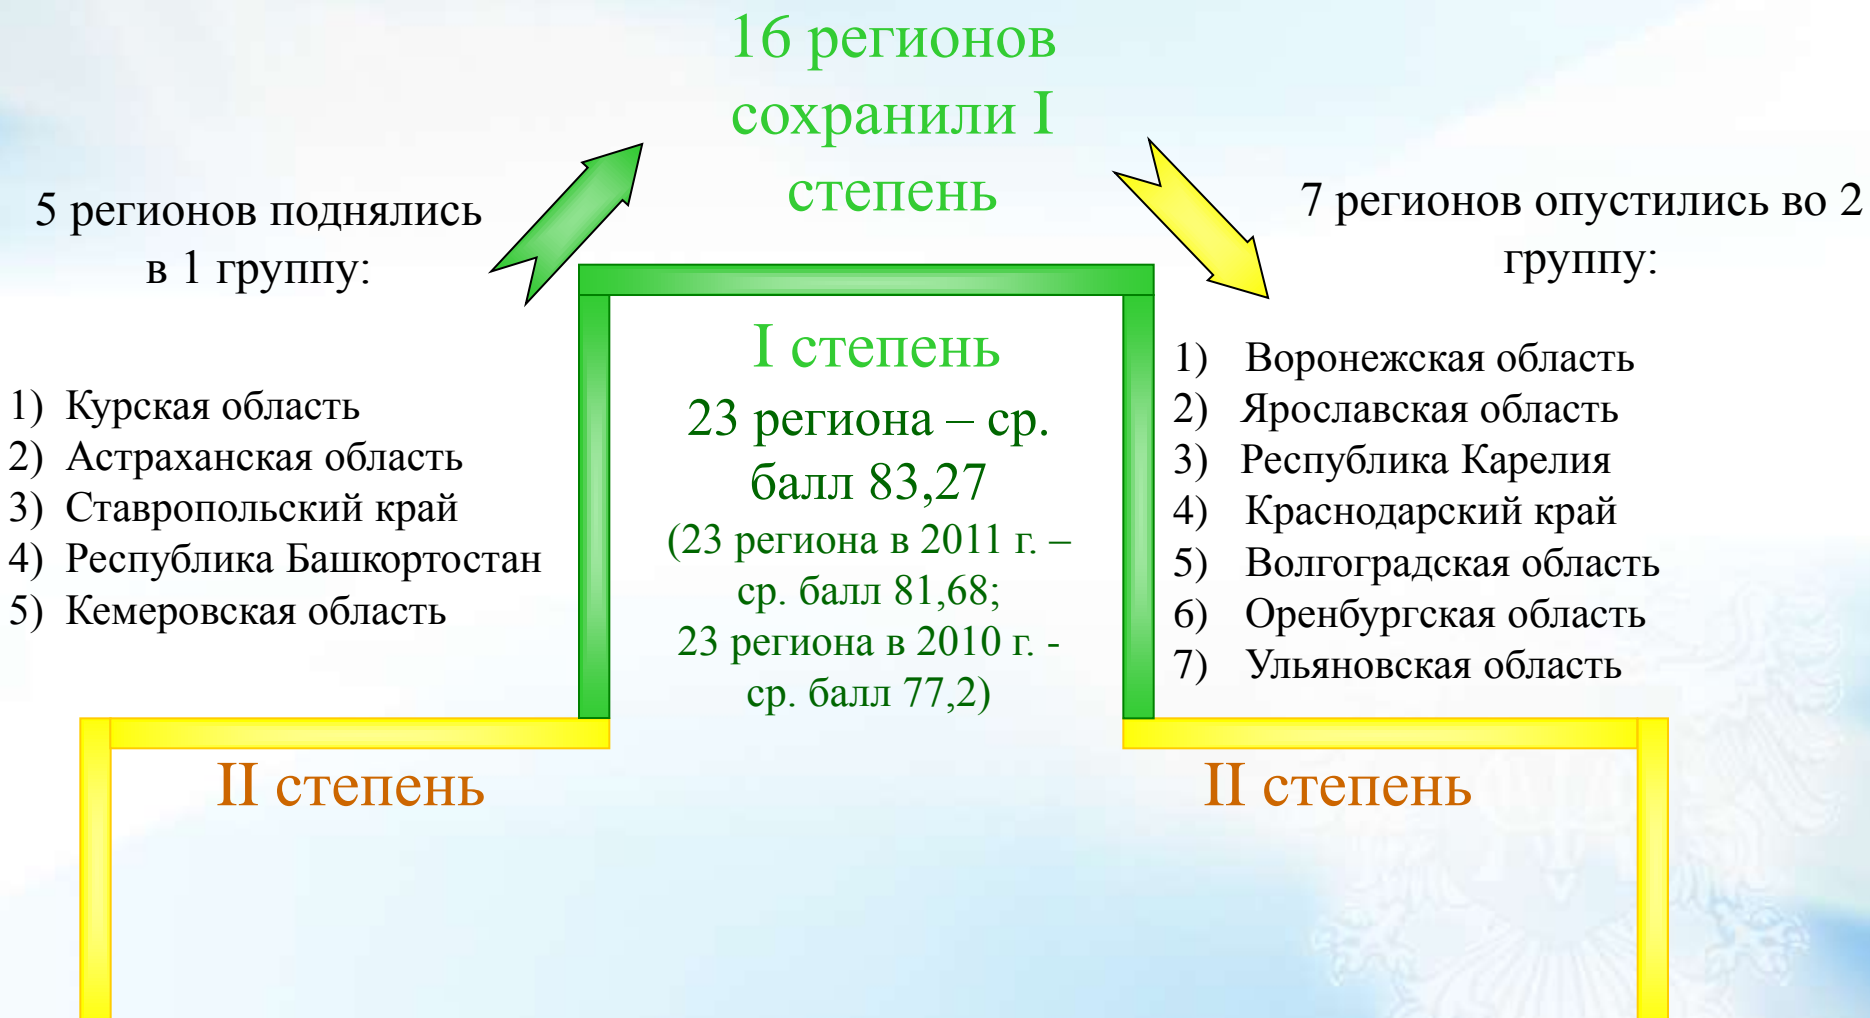 16 регионов
сохранили I
степень
5 регионов поднялись
в 1 группу:
1) Курская область
2) Астраханская область
3) Ставропольский край
4) Республика Башкортостан
5) Кемеровская область
I степень
23 региона – ср.
балл 83,27
(23 региона в 2011 г. –
ср. балл 81,68;
23 региона в 2010 г. -
ср. балл 77,2)
7 регионов опустились во 2
группу:
1) Воронежская область
2) Ярославская область
3) Республика Карелия
4) Краснодарский край
5) Волгоградская область
6) Оренбургская область
7) Ульяновская область
II степень
II степень